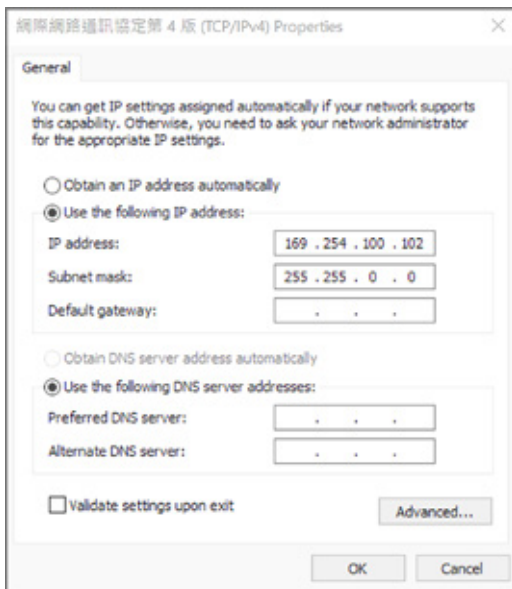 網際網路通訊協定第 4 版 (TCP/IPv4) Properties
General
You can get IP settings assigned automatically if your network supports
this capability. Otherwise, you need to ask your network administrator
for the appropriate IP settings.
Obtain an IP address automatically
Use the following IP address:
IP address: 169 . 254 . 100 . 102
Subnet mask: 255 . 255 . 0 . 0
Default gateway: . . .
Obtain DNS server address automatically
Use the following DNS server addresses:
Preferred DNS server: . . .
Alternate DNS server: . . .
Validate settings upon exit
Advanced...
OK Cancel